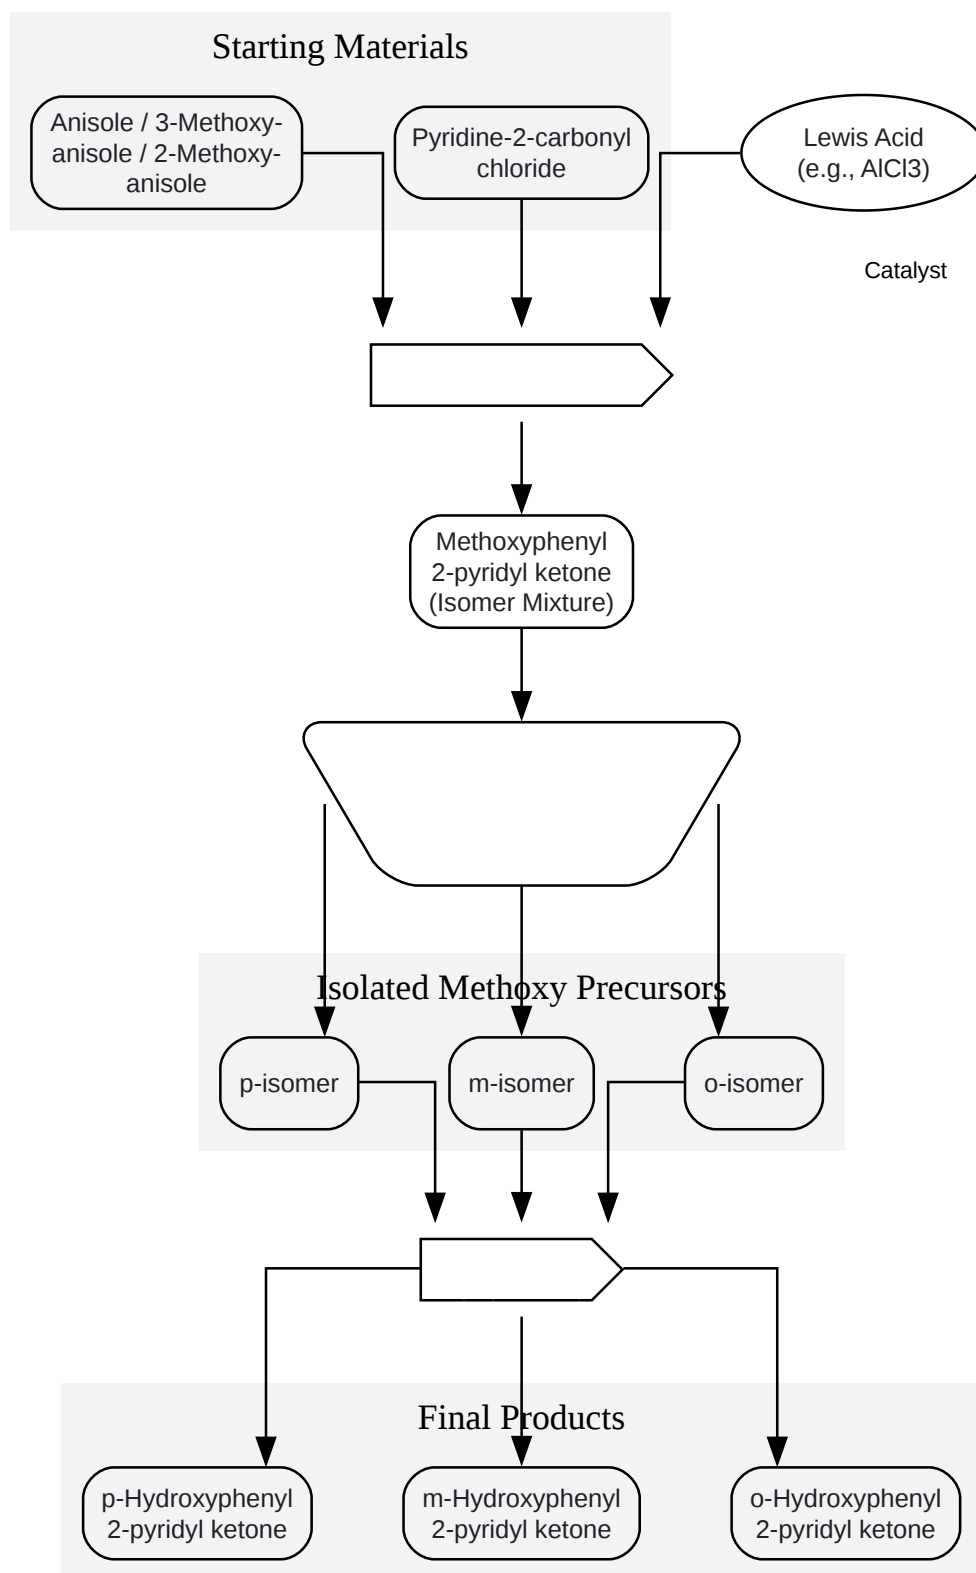 Starting Materials
Anisole / 3-Methoxy-
anisole / 2-Methoxy-
anisole
Pyridine-2-carbonyl
chloride
Lewis Acid
(e.g., AlCl3)
Catalyst
Methoxyphenyl
2-pyridyl ketone
(Isomer Mixture)
Isolated Methoxy Precursors
p-isomer
m-isomer
o-isomer
Final Products
p-Hydroxyphenyl
2-pyridyl ketone
m-Hydroxyphenyl
2-pyridyl ketone
o-Hydroxyphenyl
2-pyridyl ketone